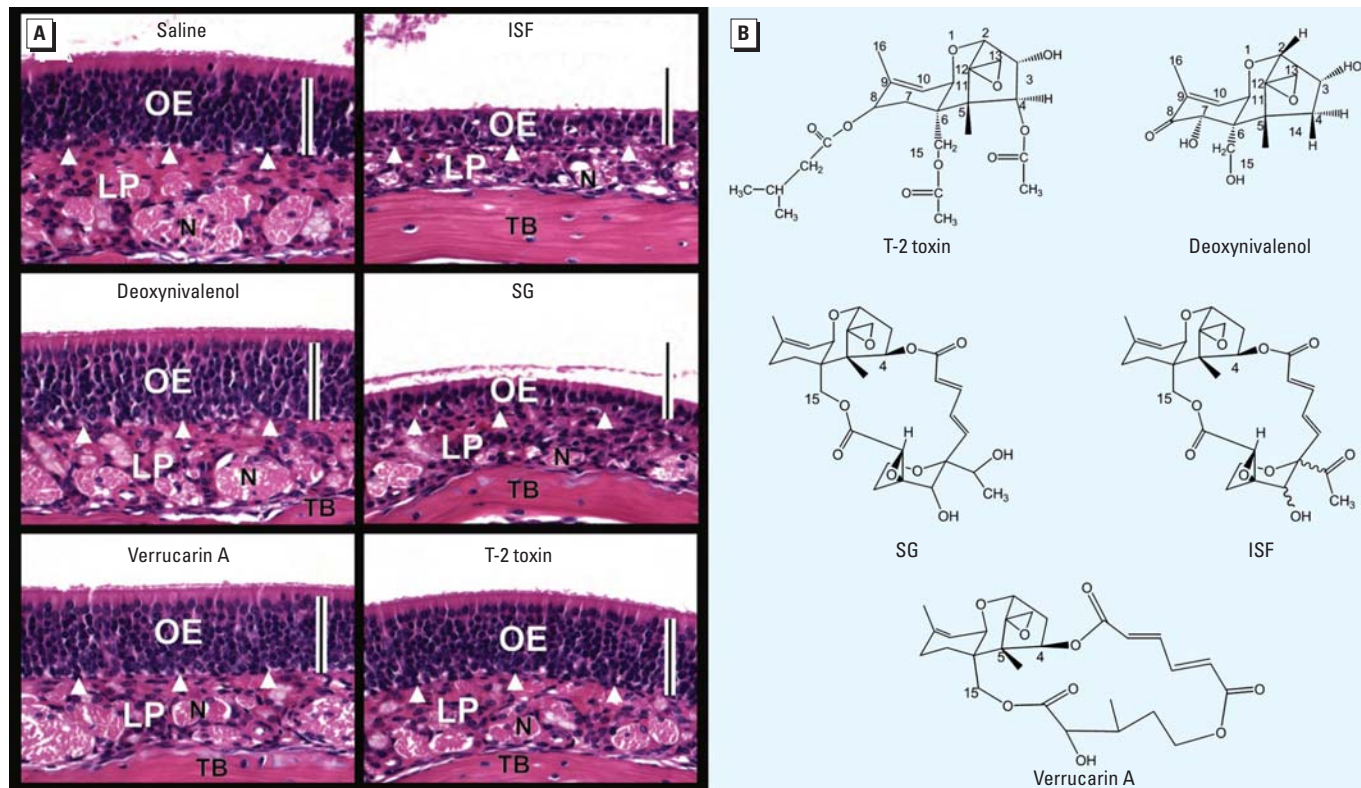 A
Saline
OE
LP
N
ISF
OE
LP
N
TB
Deoxynivalenol
OE
LP
N
TB
SG
OE
LP
N
TB
Verrucarin A
OE
LP
N
TB
T-2 toxin
OE
LP
N
TB
B
16
1
2
OH
13
10
12
3
9
O
11
8
7
5
4
H
6
O
O
15
CH2
O
CH2
O
O
O
H3C
O
CH3
CH3
CH3
T-2 toxin
H
2
1
16
O
13
HO
10
12
3
9
O
11
8
7
4
5
O
6
14
HO
H2C
H
15
OH
Deoxynivalenol
O
O
O
O
4
15
O
H
O
O
O
OH
CH3
OH
SG
O
O
O
O
4
15
O
H
O
O
O
O
CH3
OH
ISF
O
O
O
O
5
4
15
O
O
O
O
OH
Verrucarin A